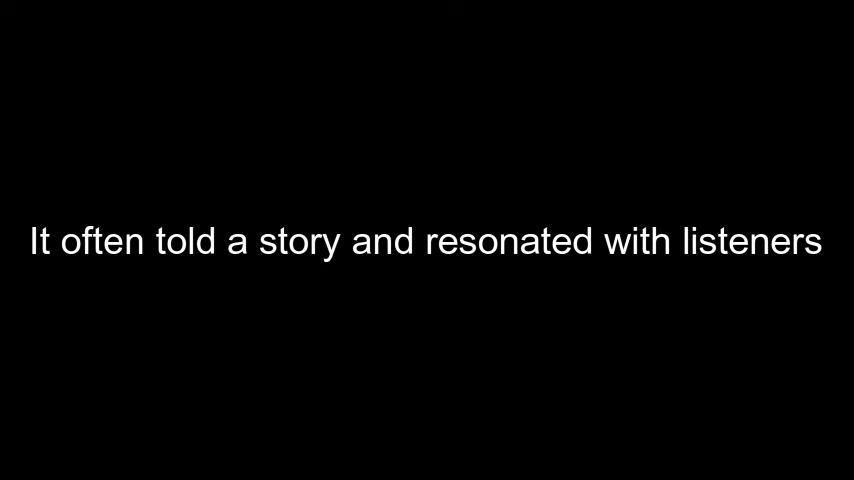 It often told a story and resonated with listeners